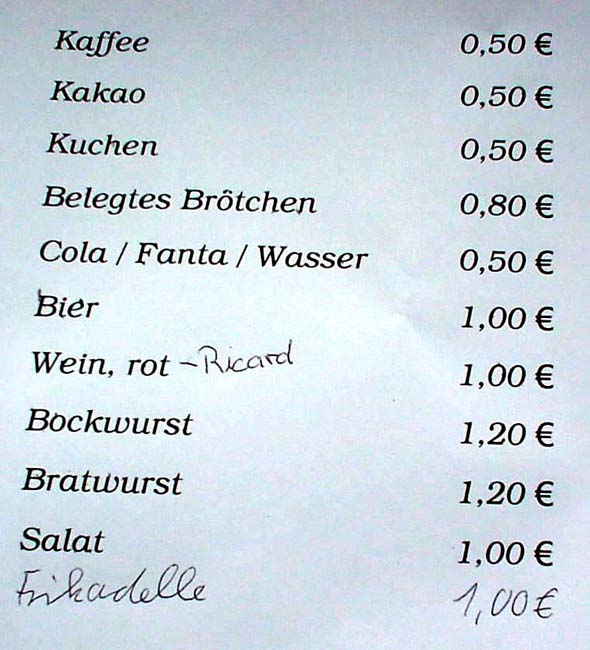 Kaffee 0,50 €
Kakao 0,50 €
Kuchen 0,50 €
Belegtes Brötchen 0,80 €
Cola / Fanta / Wasser 0,50 €
Bier 1,00 €
Wein, rot - Ricard 1,00 €
Bockwurst 1,20 €
Bratwurst 1,20 €
Salat 1,00 €
Frikadelle 1,00 €